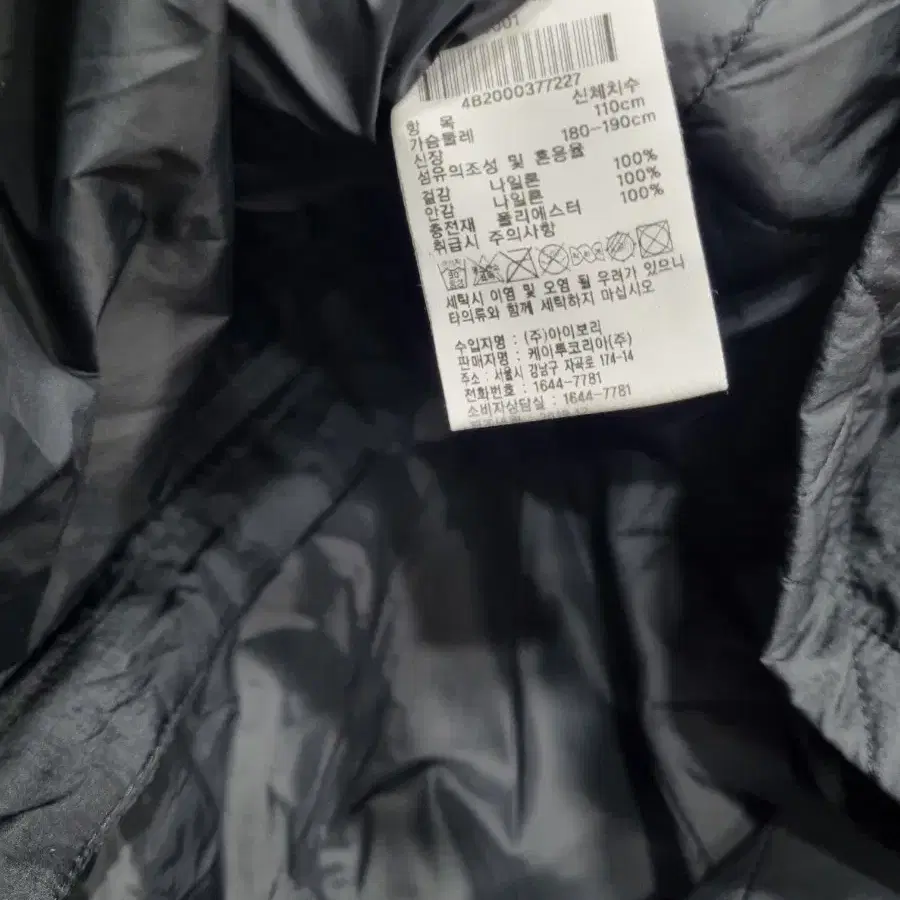 001
4B2000377227
항 목 신체치수
가슴둘레 110cm
신장 180-190cm
섬유의조성 및 혼용율
겉감 나일론 100%
안감 나일론 100%
충전재 폴리에스터 100%
취급시 주의사항
세탁시 이염 및 오염 될 우려가 있으니
타의류와 함께 세탁하지 마십시오
수입자명 : (주)아이보리
판매자명 : 케이투코리아(주)
주소 : 서울시 강남구 자곡로 174-14
전화번호 : 1644-7781
소비자상담실 : 1644-7781